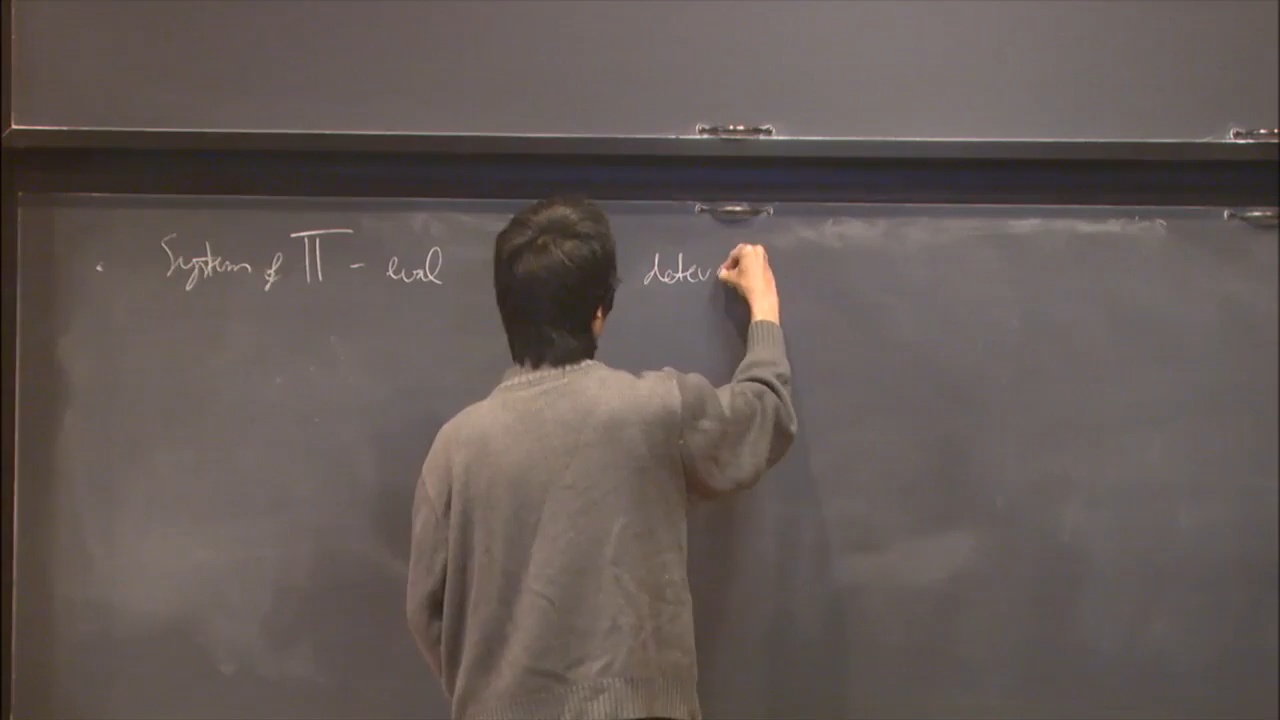 • System of Π - eval deter